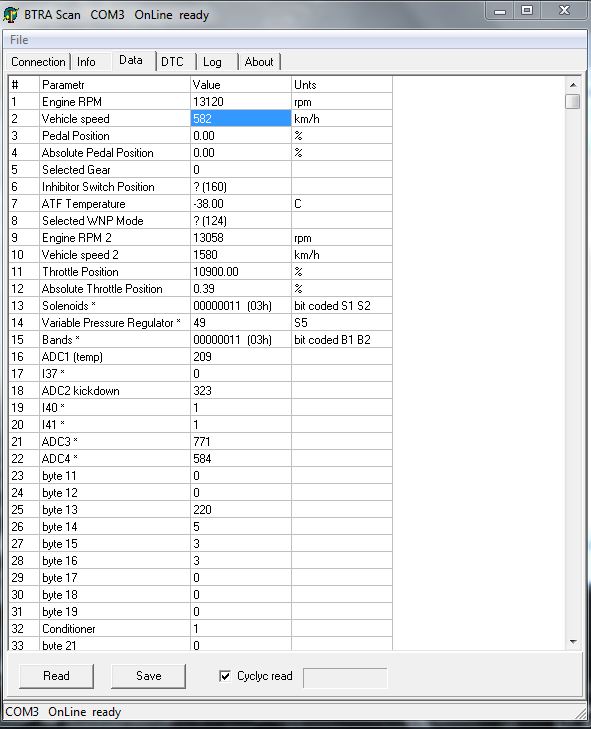 BTRA Scan COM3 OnLine ready
File
Connection Info Data DTC Log About
# Parametr Value Unts
1 Engine RPM 13120 rpm
2 Vehicle speed 582 km/h
3 Pedal Position 0.00 %
4 Absolute Pedal Position 0.00 %
5 Selected Gear 0
6 Inhibitor Switch Position ? (160)
7 ATF Temperature -38.00 C
8 Selected WNP Mode ? (124)
9 Engine RPM 2 13058 rpm
10 Vehicle speed 2 1580 km/h
11 Throttle Position 10900.00 %
12 Absolute Throttle Position 0.39 %
13 Solenoids * 00000011 (03h) bit coded S1 S2
14 Variable Pressure Regulator * 49 S5
15 Bands * 00000011 (03h) bit coded B1 B2
16 ADC1 (temp) 209
17 I37 * 0
18 ADC2 kickdown 323
19 I40 * 1
20 I41 * 1
21 ADC3 * 771
22 ADC4 * 584
23 byte 11 0
24 byte 12 0
25 byte 13 220
26 byte 14 5
27 byte 15 3
28 byte 16 3
29 byte 17 0
30 byte 18 0
31 byte 19 0
32 Conditioner 1
33 byte 21 0
Read Save Cyclyc read
COM3 OnLine ready